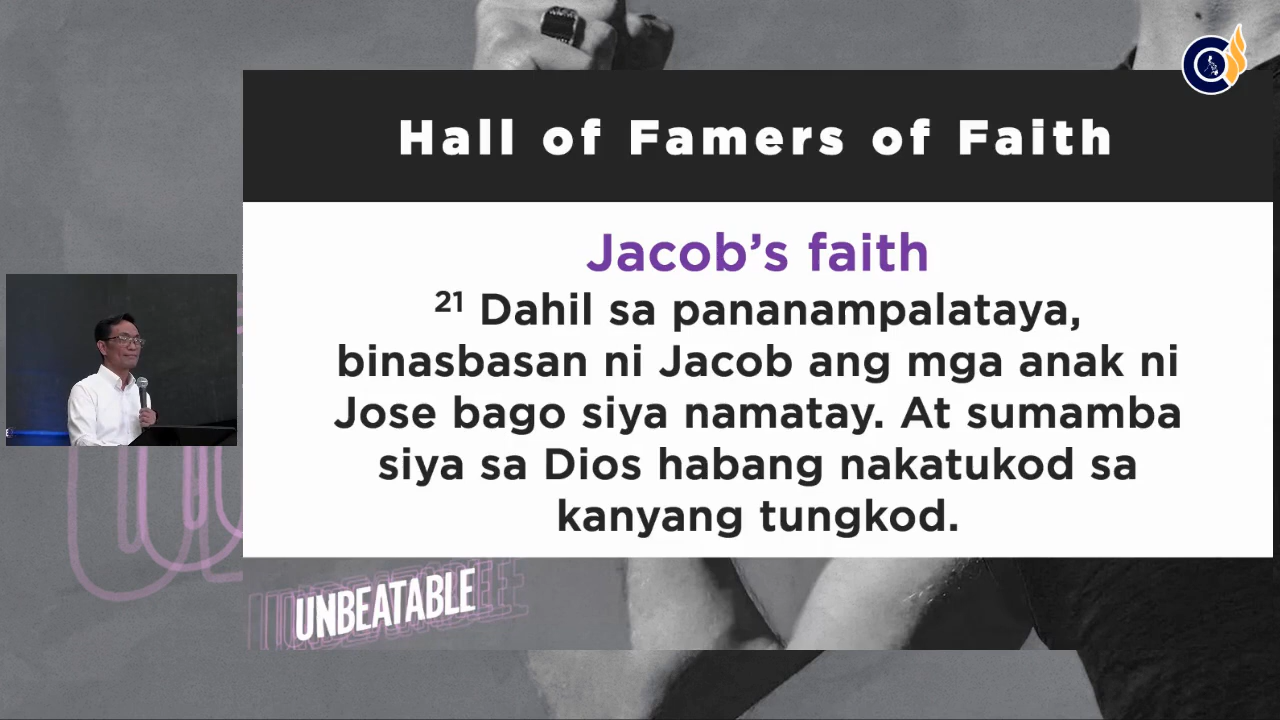 Hall of Famers of Faith
Jacob’s faith
21 Dahil sa pananampalataya,
binasbasan ni Jacob ang mga anak ni
Jose bago siya namatay. At sumamba
siya sa Dios habang nakatukod sa
kanyang tungkod.
UNBEATABLE